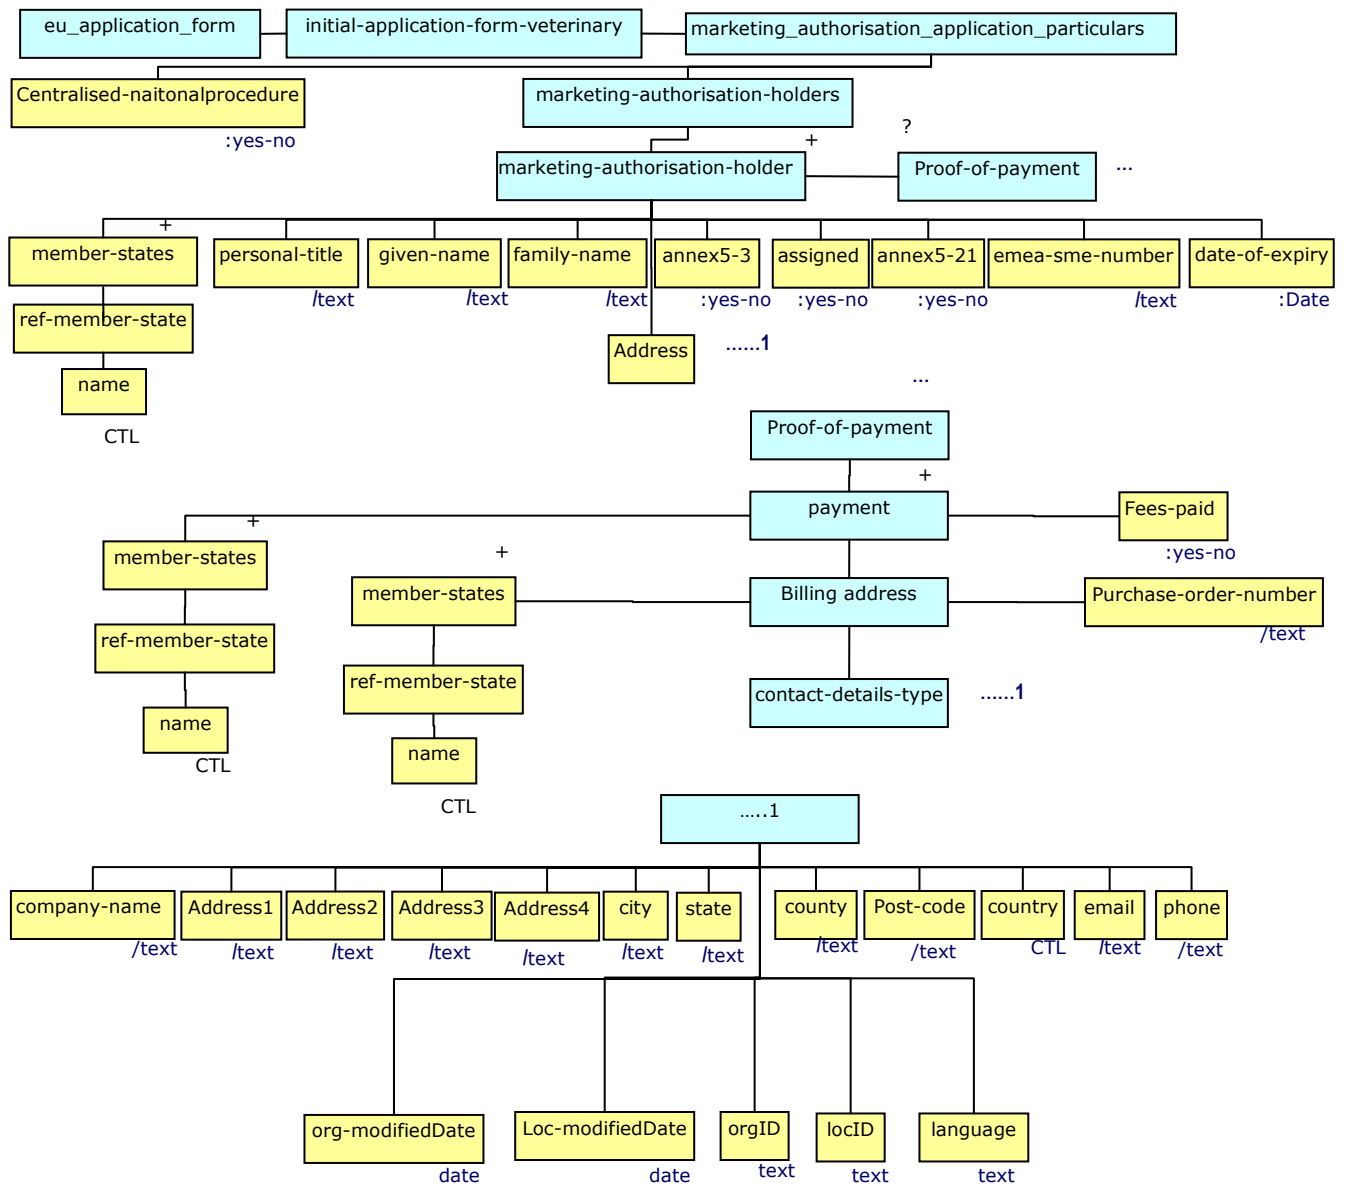 eu_application_form
initial-application-form-veterinary
marketing_authorisation_application_particulars
Centralised-naitonalprocedure
:yes-no
marketing-authorisation-holders
+
?
marketing-authorisation-holder
Proof-of-payment
...
+
member-states
personal-title
given-name
family-name
annex5-3
assigned
annex5-21
emea-sme-number
date-of-expiry
/text
/text
/text
:yes-no
:yes-no
:yes-no
/text
:Date
ref-member-state
Address
......1
name
...
CTL
Proof-of-payment
+
payment
Fees-paid
:yes-no
+
member-states
+
member-states
Billing address
Purchase-order-number
/text
ref-member-state
ref-member-state
contact-details-type
......1
name
CTL
name
CTL
.....1
company-name
Address1
Address2
Address3
Address4
city
state
county
Post-code
country
email
phone
/text
/text
/text
/text
/text
/text
/text
/text
/text
CTL
/text
/text
org-modifiedDate
Loc-modifiedDate
orgID
locID
language
date
date
text
text
text